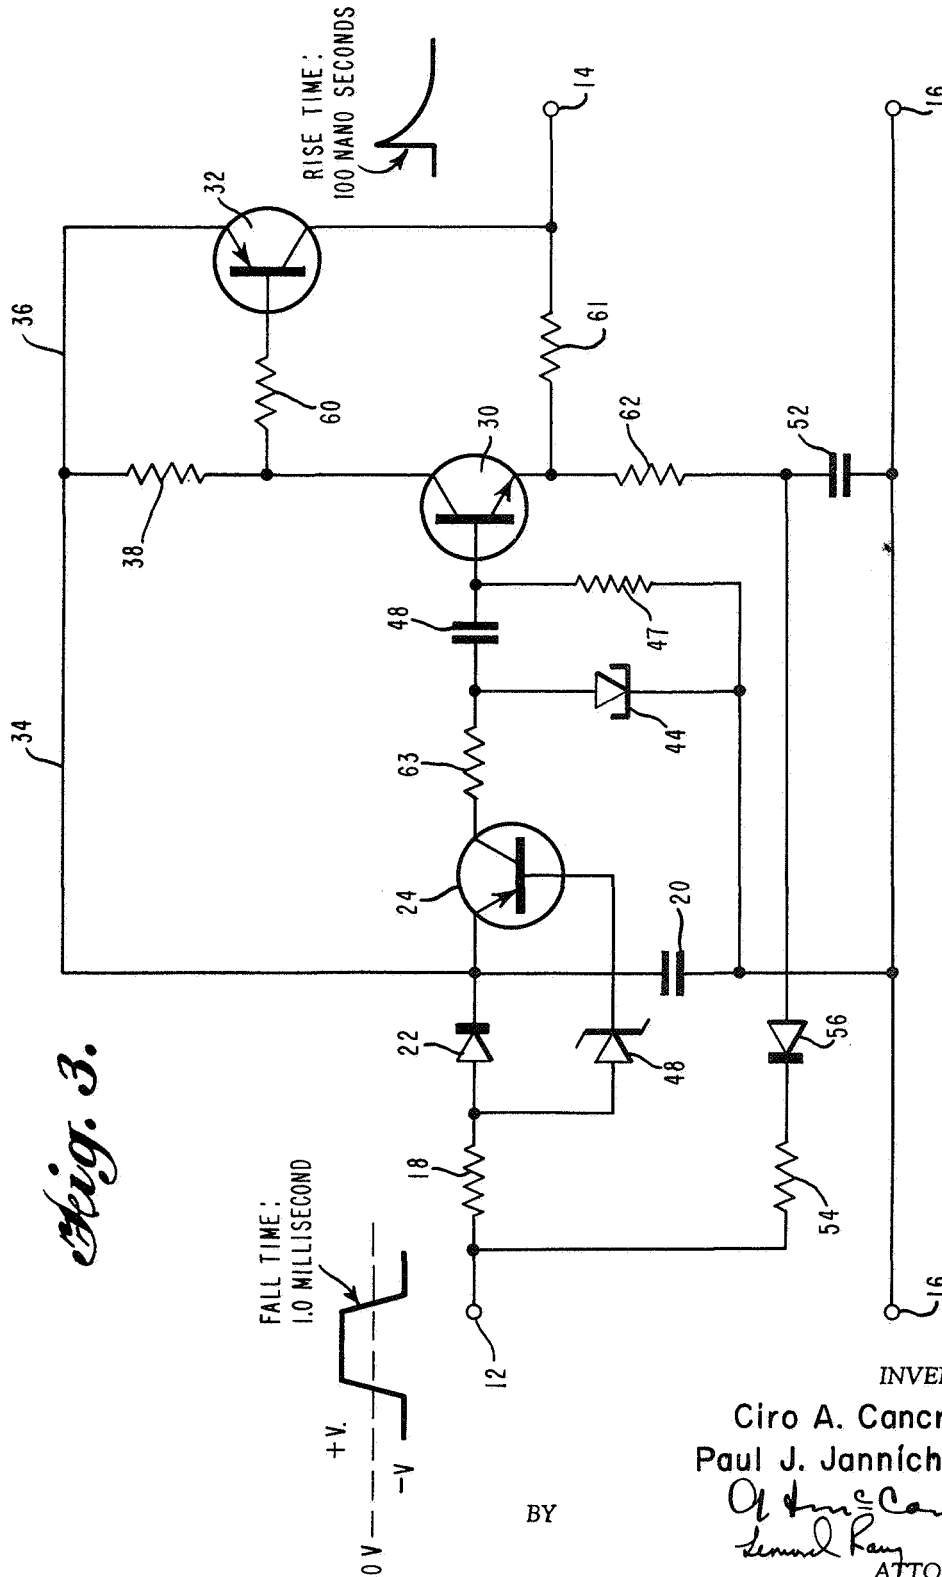 Fig. 3.
FALL TIME:
1.0 MILLISECOND
+V.
0 V
-V
RISE TIME:
100 NANO SECONDS
34
36
32
38
60
14
24
63
48
30
61
22
18
12
48
20
44
47
62
52
56
54
16
16
INVE
Ciro A. Canc
Paul J. Jannich
BY
ATTO